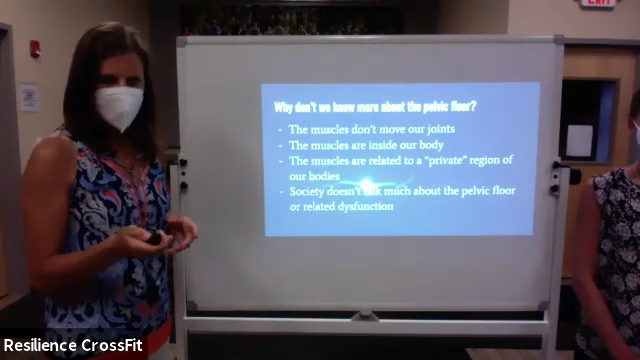 EXIT
Why don't we know more about the pelvic floor?
- The muscles don't move our joints
- The muscles are inside our body
- The muscles are related to a "private" region of
our bodies
- Society doesn't talk much about the pelvic floor
or related dysfunction
Resilience CrossFit